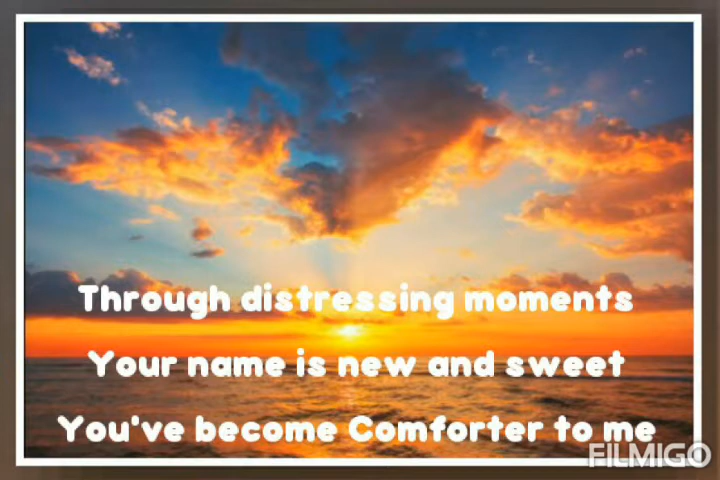 Through distressing moments
Your name is new and sweet
You've become Comforter to me
FILMIGO